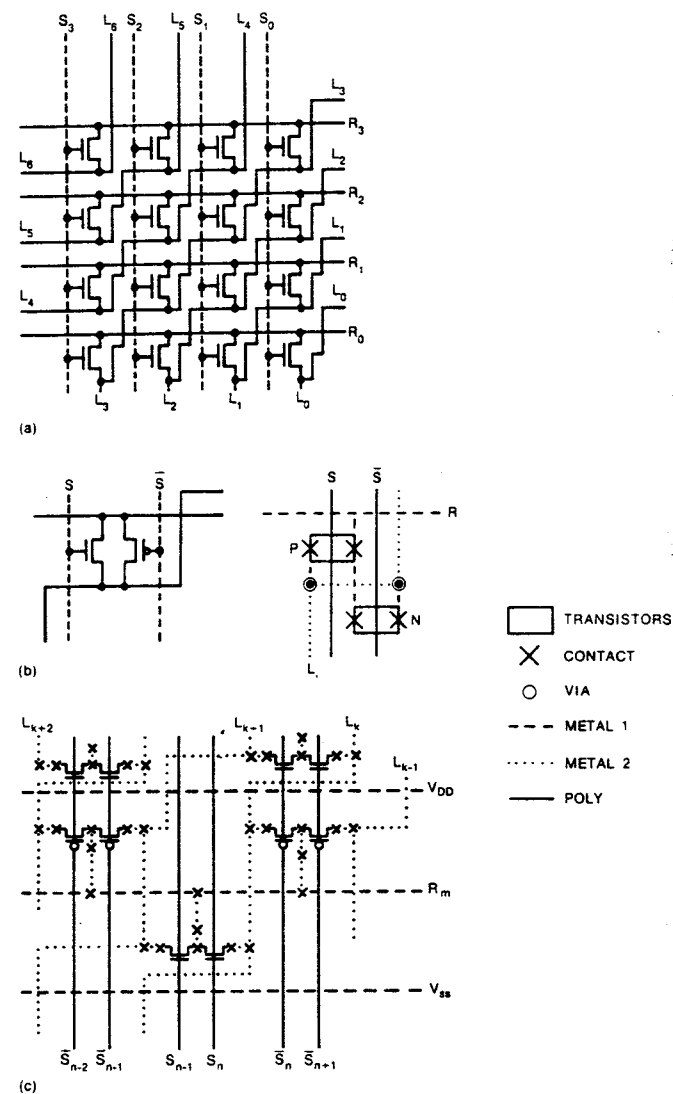 S3 L6 S2 L5 S1 L4 S0
L3
R3
L6
L2
R2
L5
L1
R1
L4
L0
R0
L3 L2 L1 L0
(a)
S S̄
S S̄
R
P
N
L
(b)
TRANSISTORS
CONTACT
VIA
METAL 1
METAL 2
POLY
Lk+2 Lk+1 Lk
Lk-1
VDD
Rm
Vss
S̄n-2 S̄n-1 Sn-1 Sn S̄n S̄n+1
(c)